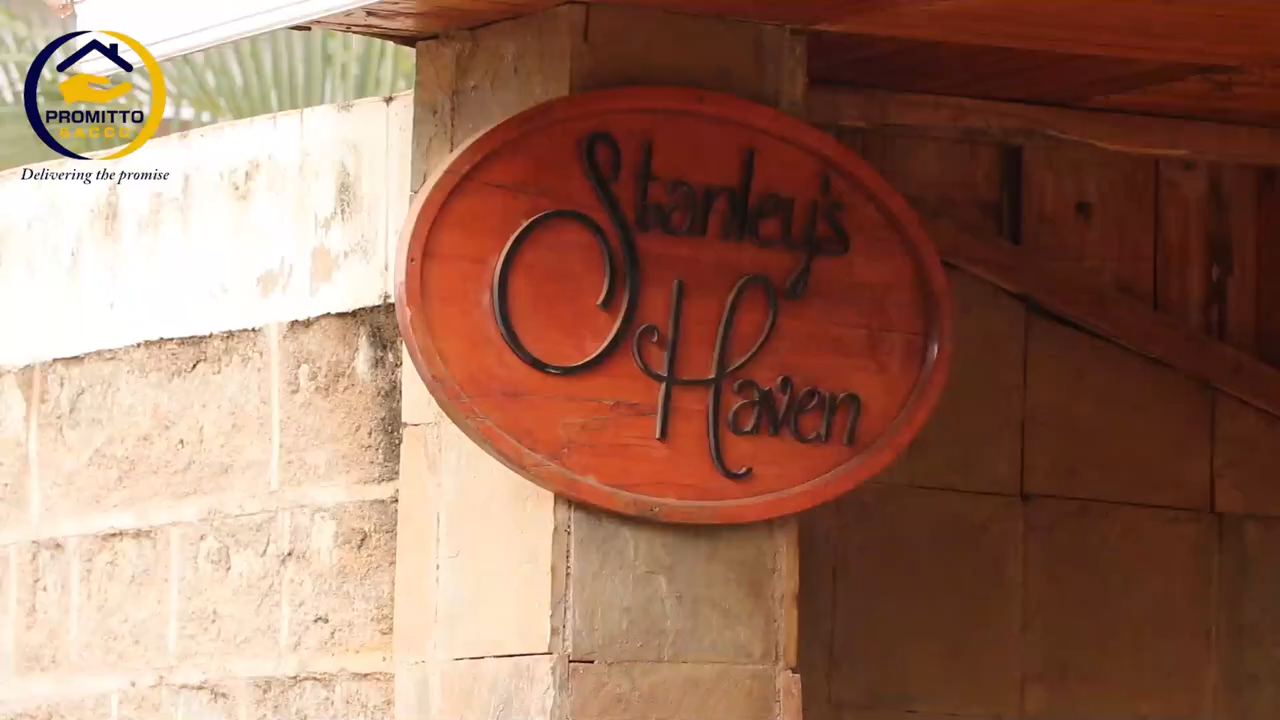 PROMITTO
SACCO
Delivering the promise
Stanley's
Haven